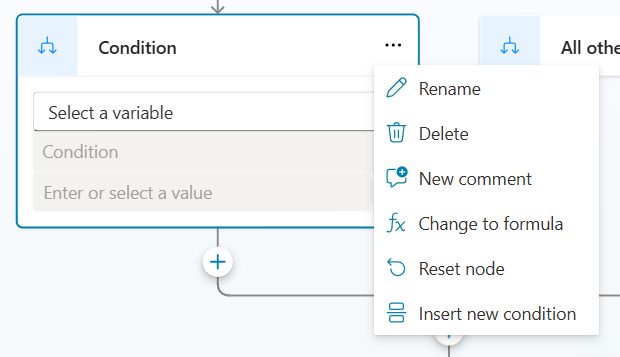 Condition
All othe
Select a variable
Condition
Enter or select a value
Rename
Delete
New comment
Change to formula
Reset node
Insert new condition